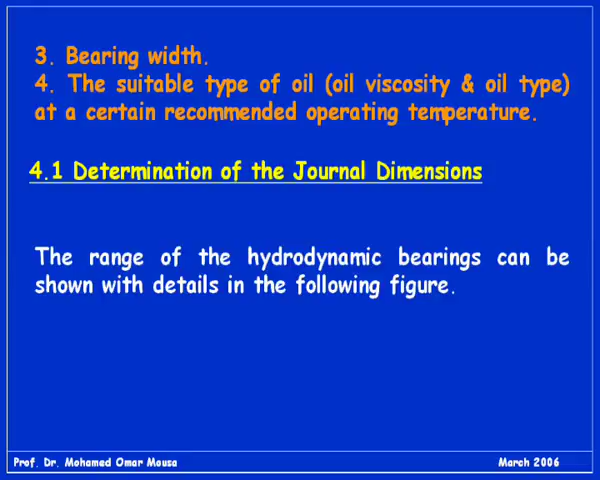 3. Bearing width.
4. The suitable type of oil (oil viscosity & oil type)
at a certain recommended operating temperature.
4.1 Determination of the Journal Dimensions
The range of the hydrodynamic bearings can be
shown with details in the following figure.
Prof. Dr. Mohamed Omar Mousa
March 2006